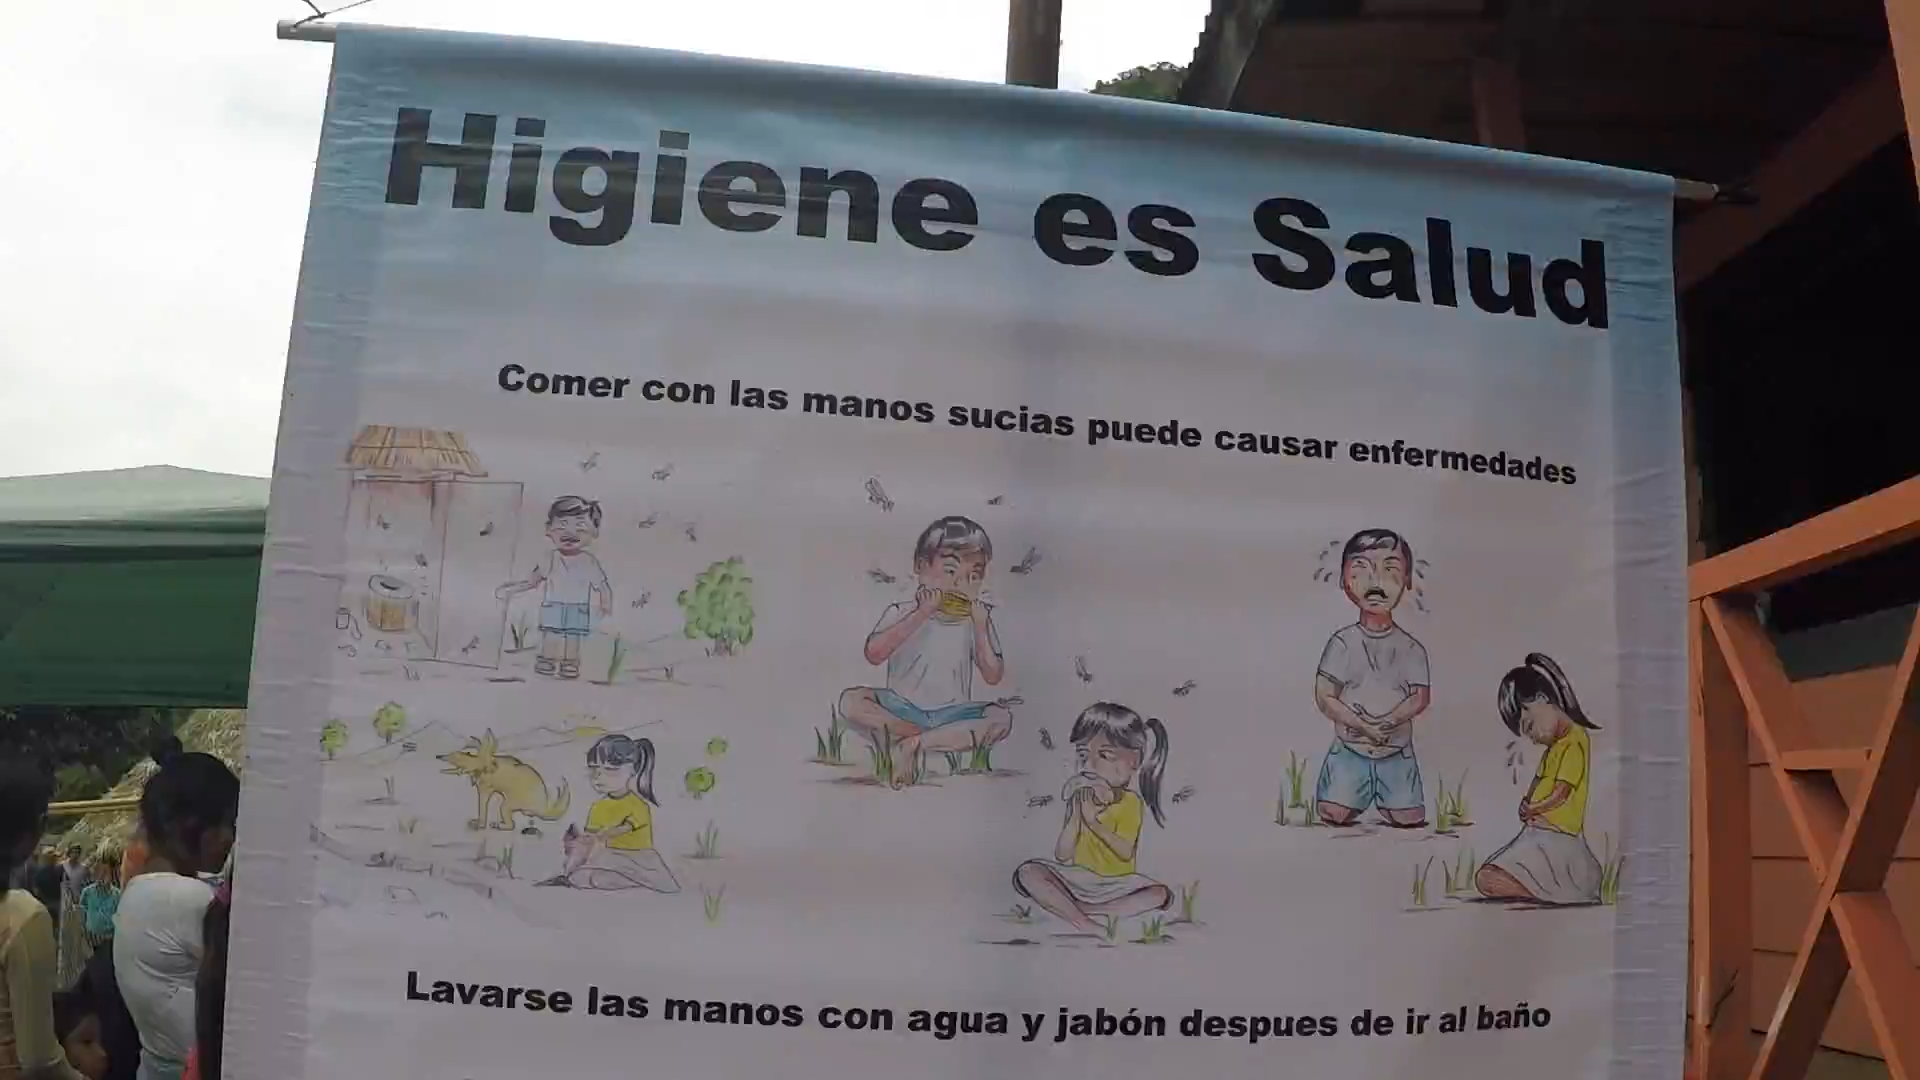 Higiene es Salud
Comer con las manos sucias puede causar enfermedades
Lavarse las manos con agua y jabón despues de ir al baño